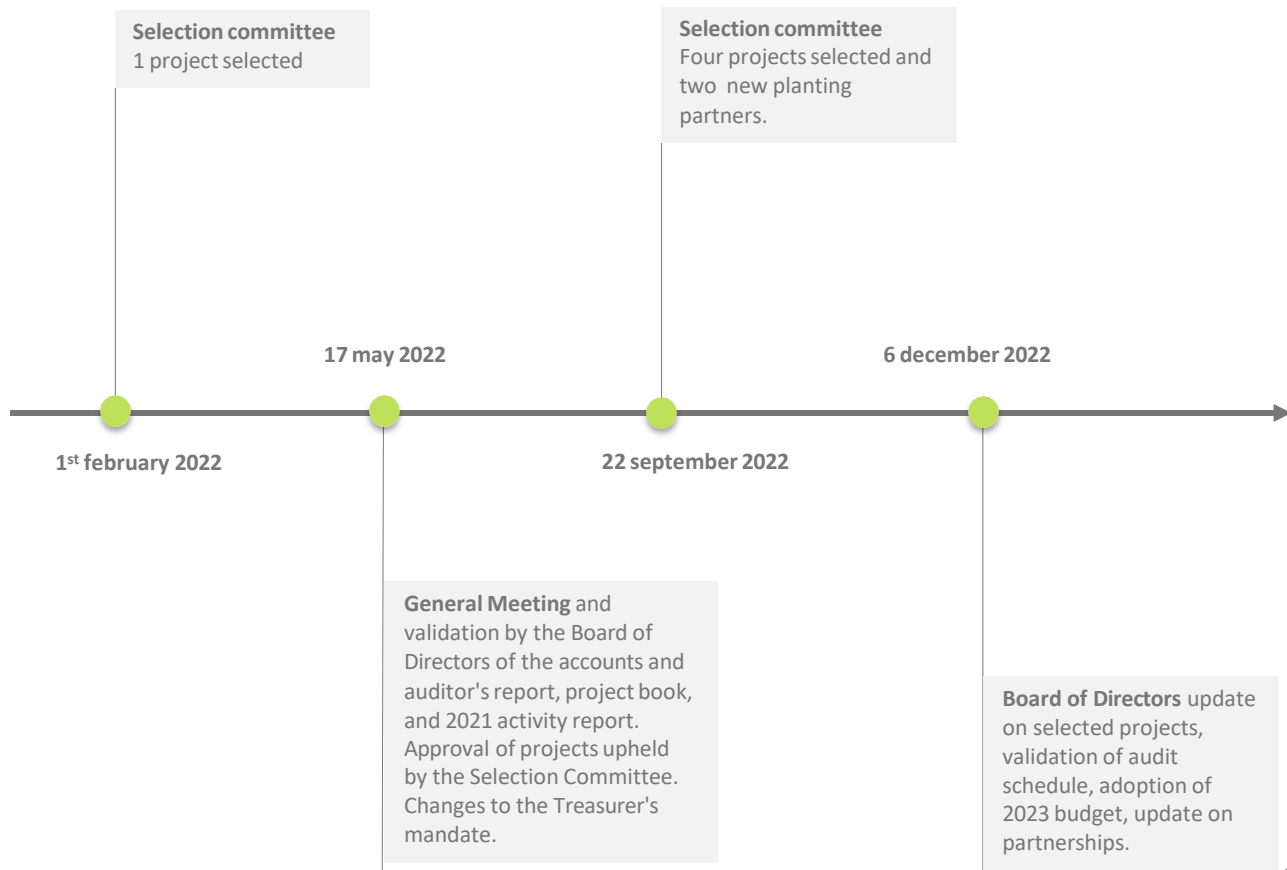 Selection committee
1 project selected
Selection committee
Four projects selected and
two new planting
partners.
17 may 2022
6 december 2022
1st february 2022
22 september 2022
General Meeting and
validation by the Board of
Directors of the accounts and
auditor's report, project book,
and 2021 activity report.
Approval of projects upheld
by the Selection Committee.
Changes to the Treasurer's
mandate.
Board of Directors update
on selected projects,
validation of audit
schedule, adoption of
2023 budget, update on
partnerships.